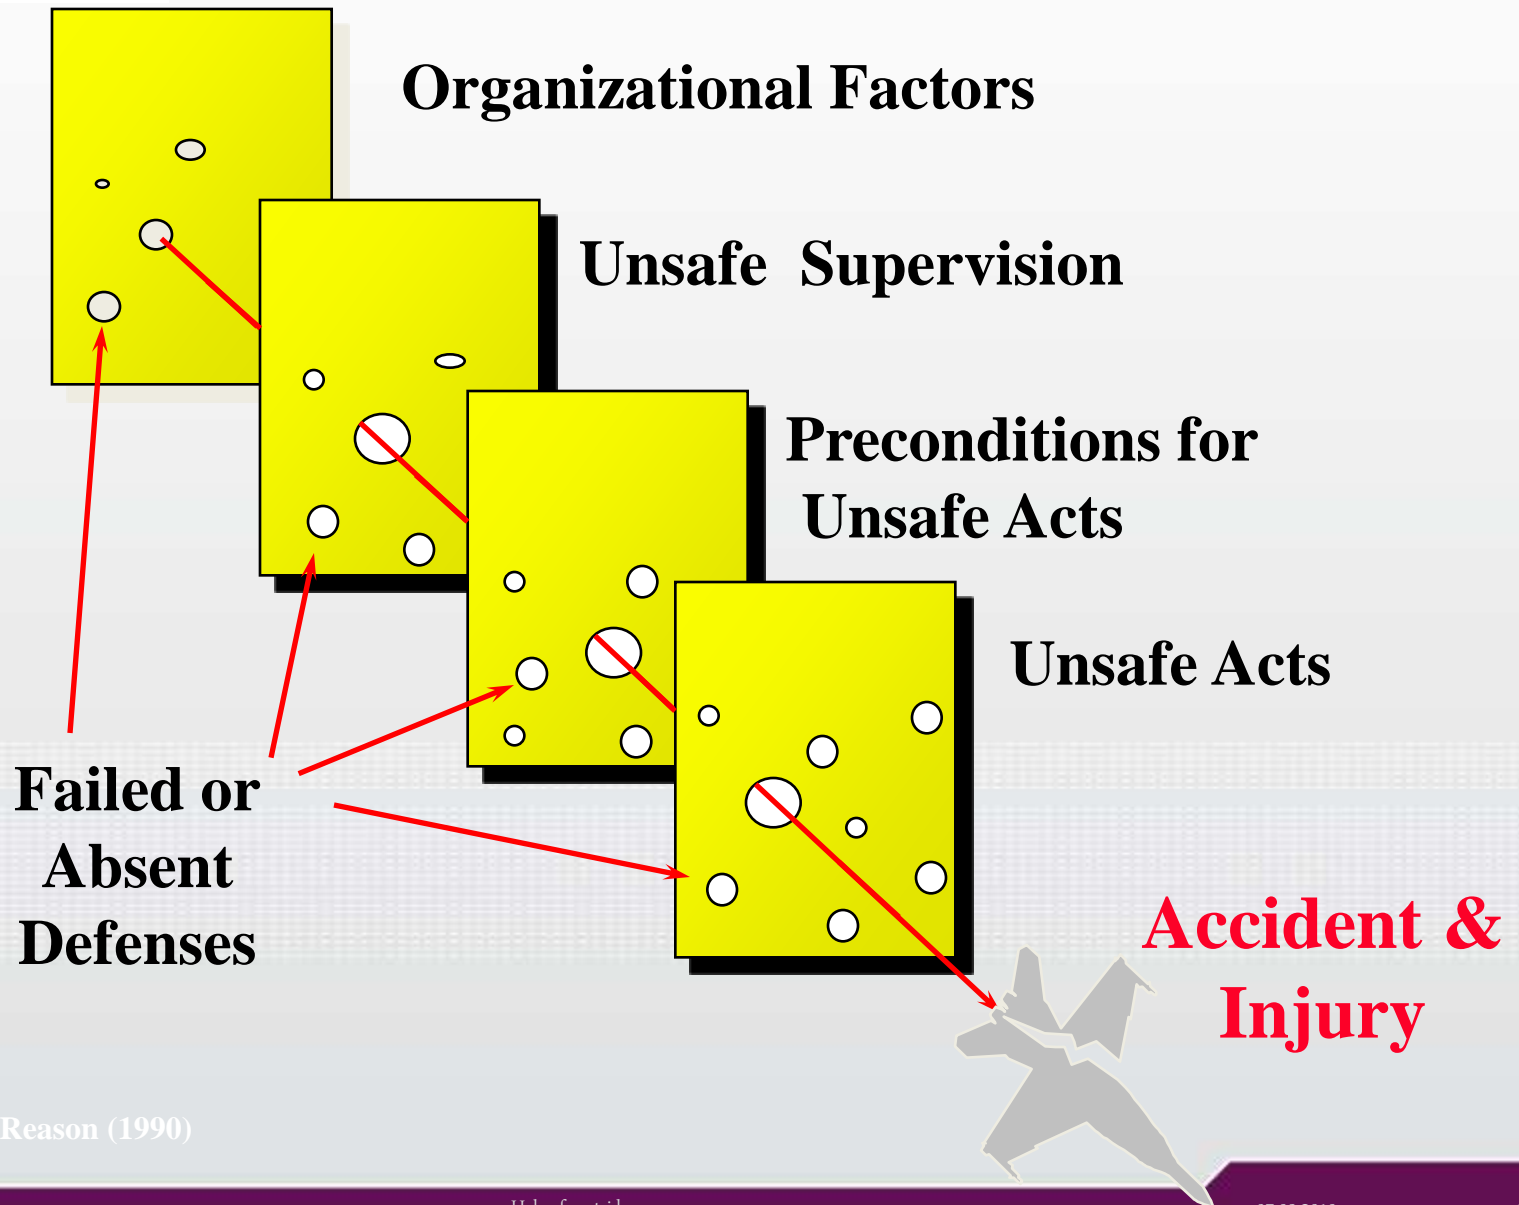 Organizational Factors
Unsafe Supervision
Preconditions for
Unsafe Acts
Unsafe Acts
Failed or
Absent
Defenses
Accident &
Injury
Reason (1990)